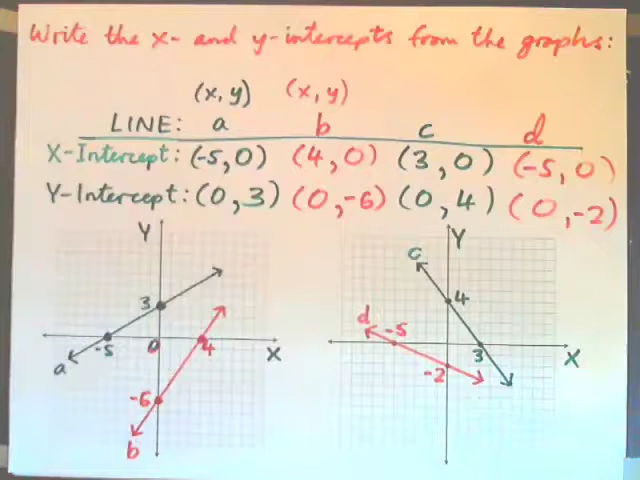 Write the x- and y-intercepts from the graphs:
(x, y) (x, y)
LINE: a b c d
X-Intercept: (-5, 0) (4, 0) (3, 0) (-5, 0)
Y-Intercept: (0, 3) (0, -6) (0, 4) (0, -2)
Y
3
-5 0 4 X
a
-6
b
Y
c
4
d -5
3 X
-2